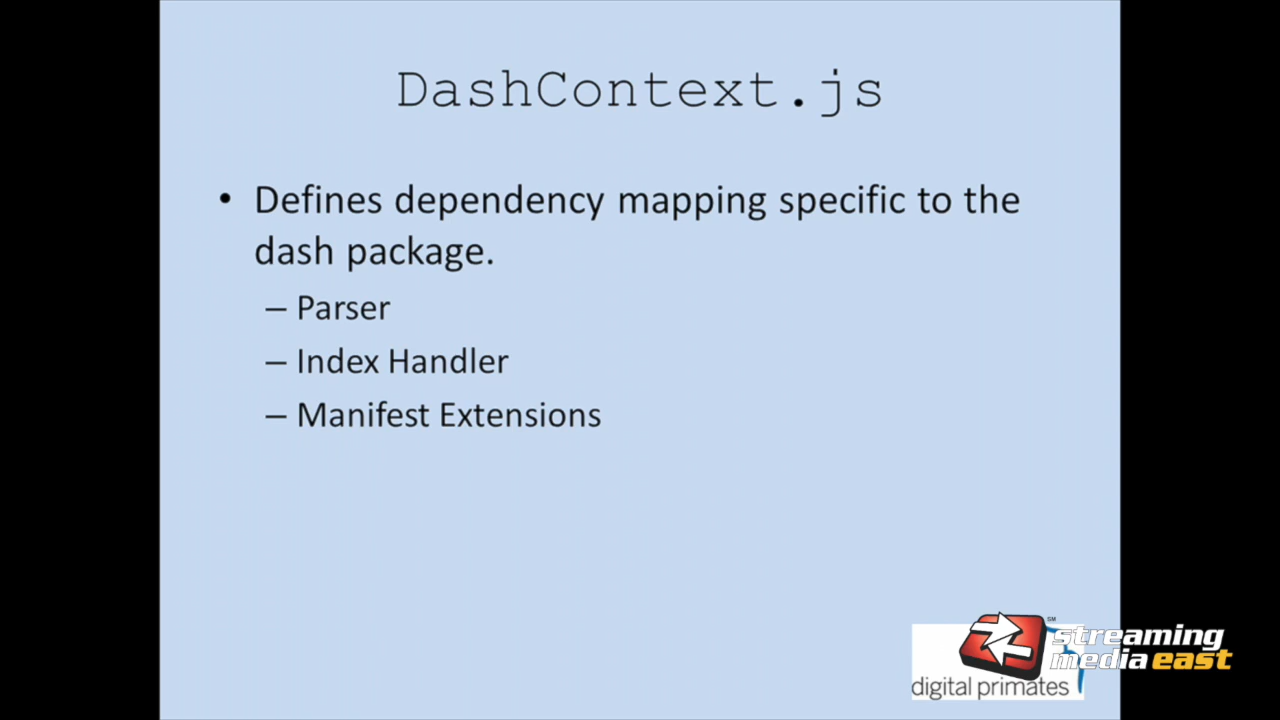 DashContext.js
• Defines dependency mapping specific to the
dash package.
– Parser
– Index Handler
– Manifest Extensions
SM
streaming
media east
digital primates